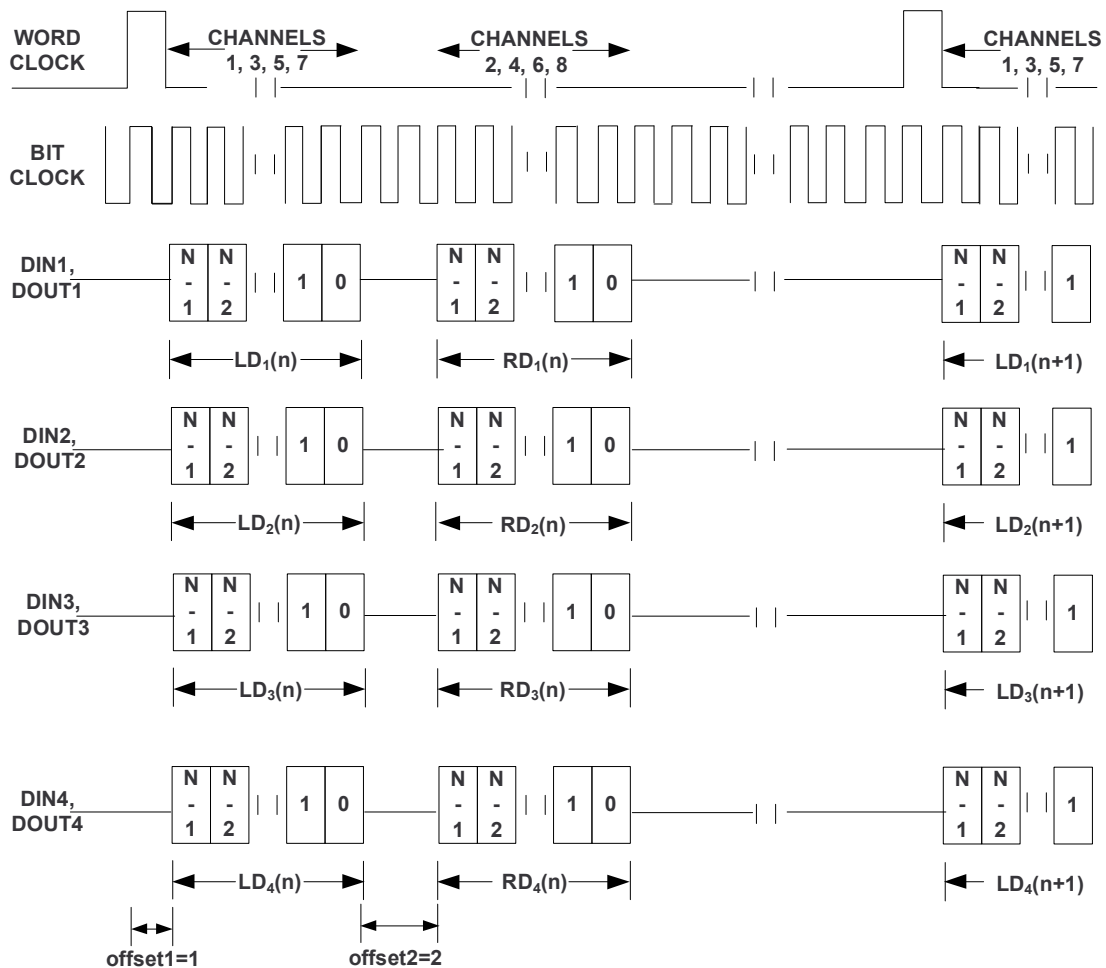 WORD
CLOCK
CHANNELS
1, 3, 5, 7
CHANNELS
2, 4, 6, 8
CHANNELS
1, 3, 5, 7
BIT
CLOCK
DIN1,
DOUT1
N
-
1
N
-
2
1 0
N
-
1
N
-
2
1 0
N
-
1
N
-
2
1
LD1(n) RD1(n) LD1(n+1)
DIN2,
DOUT2
N
-
1
N
-
2
1 0
N
-
1
N
-
2
1 0
N
-
1
N
-
2
1
LD2(n) RD2(n) LD2(n+1)
DIN3,
DOUT3
N
-
1
N
-
2
1 0
N
-
1
N
-
2
1 0
N
-
1
N
-
2
1
LD3(n) RD3(n) LD3(n+1)
DIN4,
DOUT4
N
-
1
N
-
2
1 0
N
-
1
N
-
2
1 0
N
-
1
N
-
2
1
LD4(n) RD4(n) LD4(n+1)
offset1=1 offset2=2